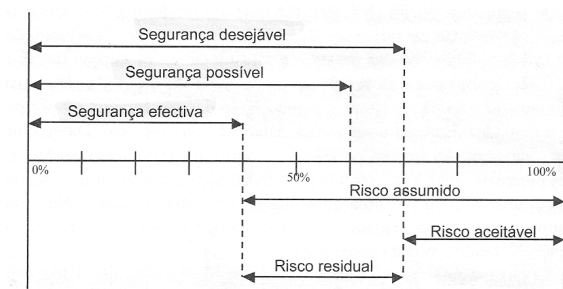 Segurança desejável
Segurança possível
Segurança efectiva
0% 50% 100%
Risco assumido
Risco aceitável
Risco residual